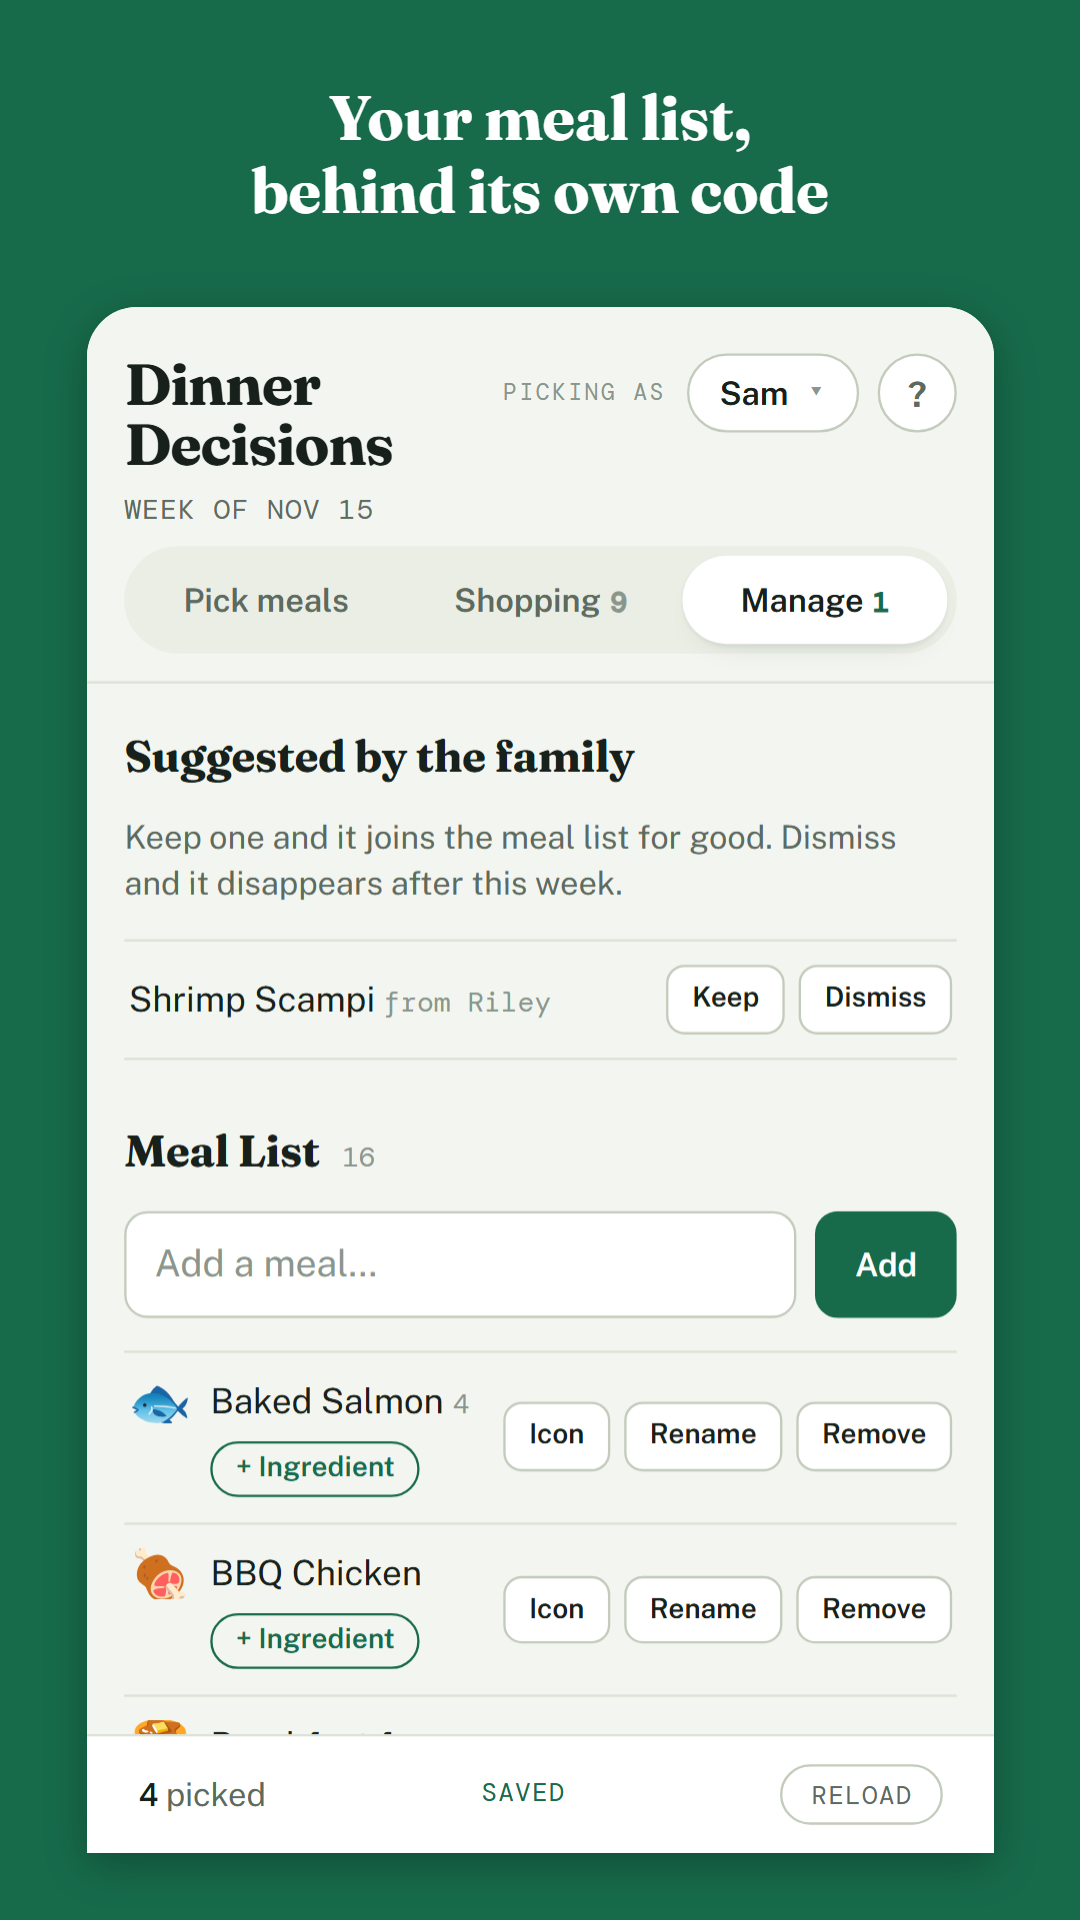 Your meal list,
behind its own code
Dinner
Decisions
PICKING AS
Sam
?
WEEK OF NOV 15
Pick meals
Shopping 9
Manage 1
Suggested by the family
Keep one and it joins the meal list for good. Dismiss
and it disappears after this week.
Shrimp Scampi from Riley
Keep
Dismiss
Meal List 16
Add a meal...
Add
Baked Salmon 4
+ Ingredient
Icon
Rename
Remove
BBQ Chicken
+ Ingredient
Icon
Rename
Remove
4 picked
SAVED
RELOAD